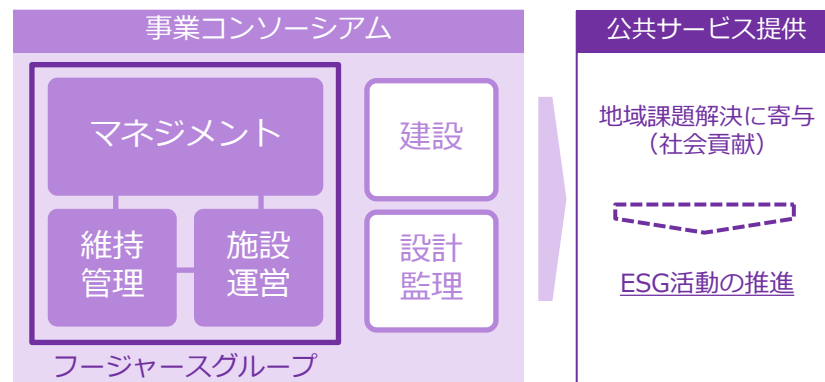 事業コンソーシアム
マネジメント
維持
管理
施設
運営
フージャースグループ
建設
設計
監理
公共サービス提供
地域課題解決に寄与
（社会貢献）
ESG活動の推進